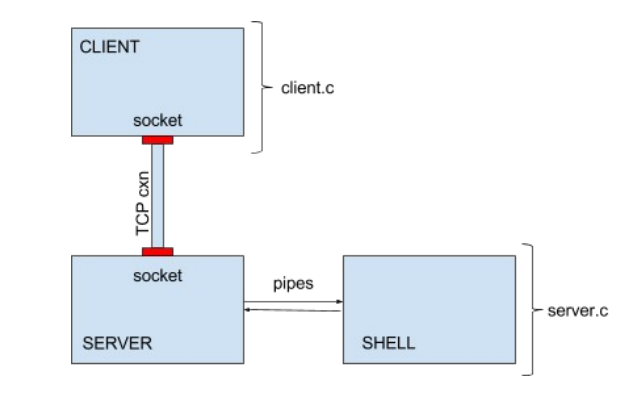 CLIENT
client.c
socket
TCP cxn
socket
pipes
server.c
SERVER
SHELL